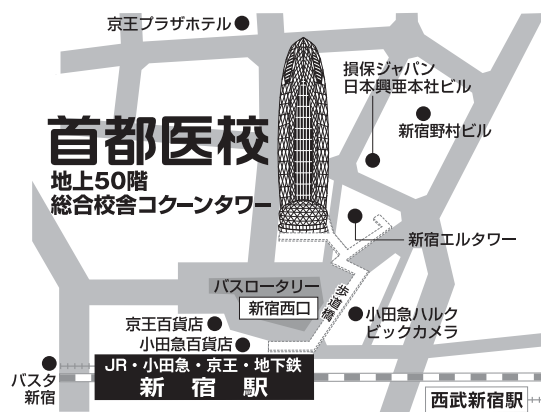 京王プラザホテル
損保ジャパン
日本興亜本社ビル
新宿野村ビル
首都医校
地上50階
総合校舎コクーンタワー
新宿エルタワー
バスロータリー
新宿西口
歩道橋
京王百貨店
小田急百貨店
小田急ハルク
ビックカメラ
バスタ
新宿
JR・小田急・京王・地下鉄
新宿駅
西武新宿駅